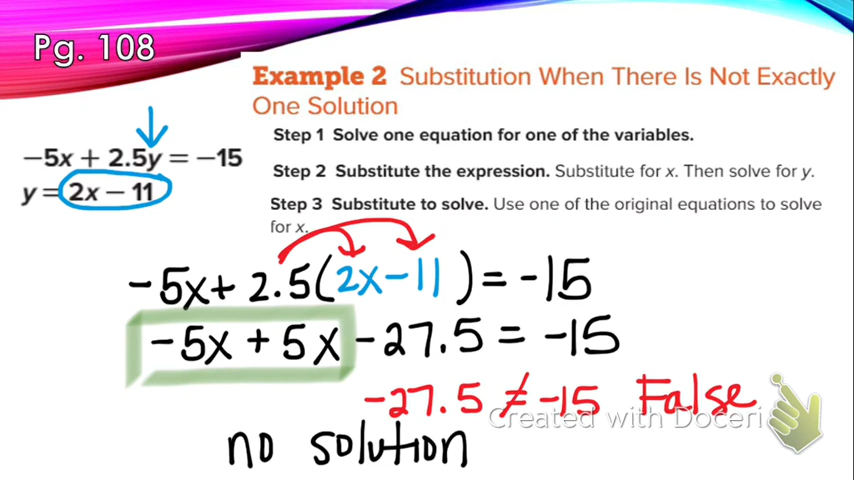 Pg. 108
Example 2 Substitution When There Is Not Exactly
One Solution
−5x + 2.5y = −15
y = 2x − 11
Step 1 Solve one equation for one of the variables.
Step 2 Substitute the expression. Substitute for x. Then solve for y.
Step 3 Substitute to solve. Use one of the original equations to solve
for x.
-5x + 2.5(2x-11) = -15
-5x + 5x - 27.5 = -15
-27.5 ≠ -15 False
Created with Doceri
no solution